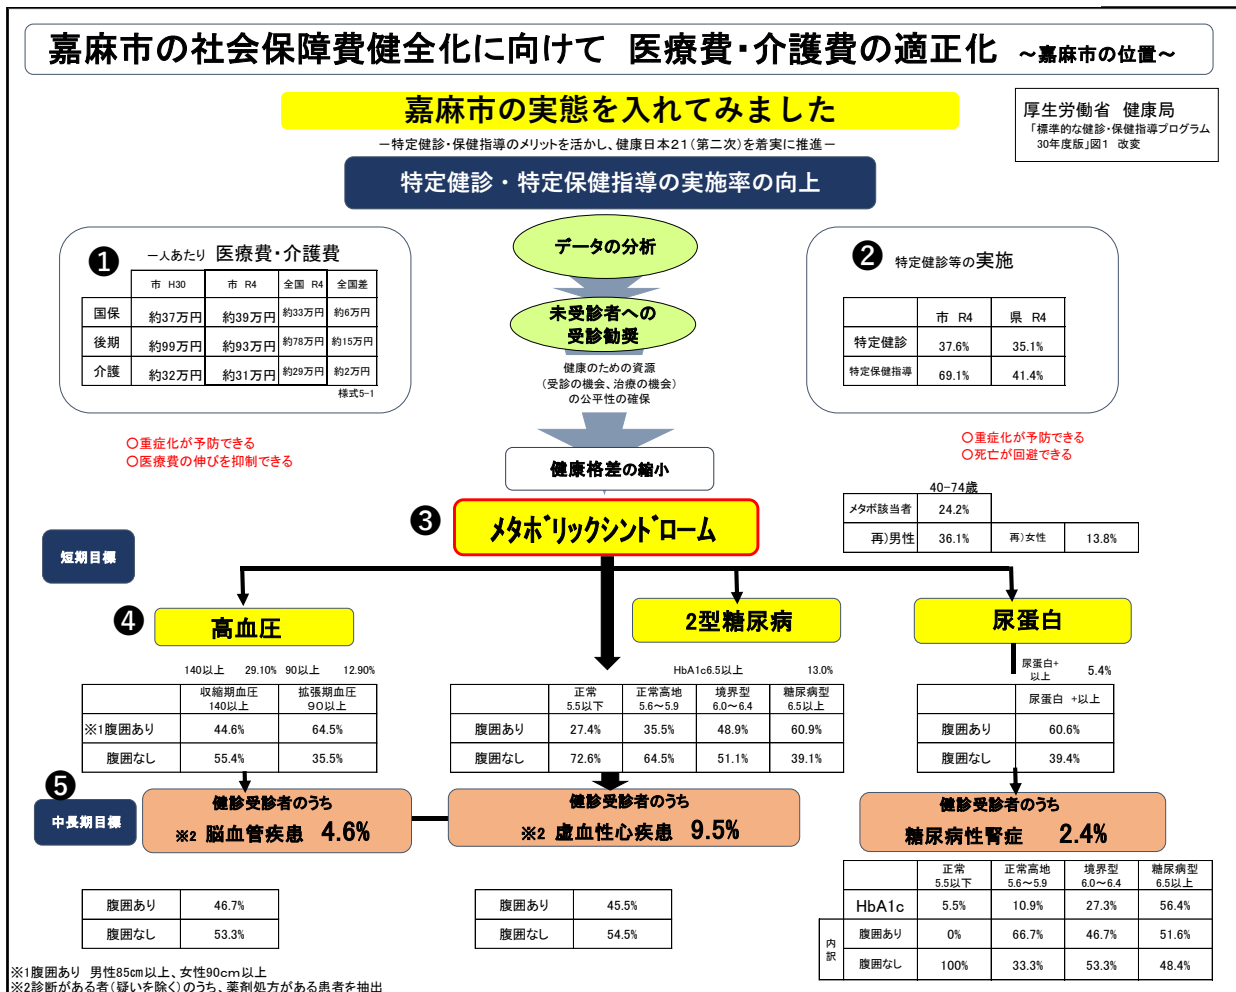 嘉麻市の社会保障費健全化に向けて 医療費・介護費の適正化 ～嘉麻市の位置～
嘉麻市の実態を入れてみました
厚生労働省 健康局
「標準的な健診・保健指導プログラム
30年度版」図1 改変
－特定健診・保健指導のメリットを活かし、健康日本21（第二次）を着実に推進－
特定健診・特定保健指導の実施率の向上
❶ 一人あたり 医療費・介護費
市 H30 市 R4 全国 R4 全国差
国保 約37万円 約39万円 約33万円 約6万円
後期 約99万円 約93万円 約78万円 約15万円
介護 約32万円 約31万円 約29万円 約2万円
様式5-1
〇重症化が予防できる
〇医療費の伸びを抑制できる
データの分析
未受診者への
受診勧奨
健康のための資源
（受診の機会、治療の機会）
の公平性の確保
健康格差の縮小
❷ 特定健診等の実施
市 R4 県 R4
特定健診 37.6% 35.1%
特定保健指導 69.1% 41.4%
〇重症化が予防できる
〇死亡が回避できる
❸ メタボリックシンドローム
40-74歳
メタボ該当者 24.2%
再）男性 36.1% 再）女性 13.8%
短期目標
❹ 高血圧
2型糖尿病
尿蛋白
140以上 29.10% 90以上 12.90%
収縮期血圧 拡張期血圧
140以上 90以上
※1腹囲あり 44.6% 64.5%
腹囲なし 55.4% 35.5%
HbA1c6.5以上 13.0%
正常 正常高地 境界型 糖尿病型
5.5以下 5.6～5.9 6.0～6.4 6.5以上
腹囲あり 27.4% 35.5% 48.9% 60.9%
腹囲なし 72.6% 64.5% 51.1% 39.1%
尿蛋白+
以上 5.4%
尿蛋白 +以上
腹囲あり 60.6%
腹囲なし 39.4%
❺
中長期目標
健診受診者のうち
※2 脳血管疾患 4.6%
健診受診者のうち
※2 虚血性心疾患 9.5%
健診受診者のうち
糖尿病性腎症 2.4%
腹囲あり 46.7%
腹囲なし 53.3%
腹囲あり 45.5%
腹囲なし 54.5%
正常 正常高地 境界型 糖尿病型
5.5以下 5.6～5.9 6.0～6.4 6.5以上
HbA1c 5.5% 10.9% 27.3% 56.4%
内訳
腹囲あり 0% 66.7% 46.7% 51.6%
腹囲なし 100% 33.3% 53.3% 48.4%
※1腹囲あり 男性85cm以上、女性90cm以上
※2診断がある者（疑いを除く）のうち、薬剤処方がある患者を抽出